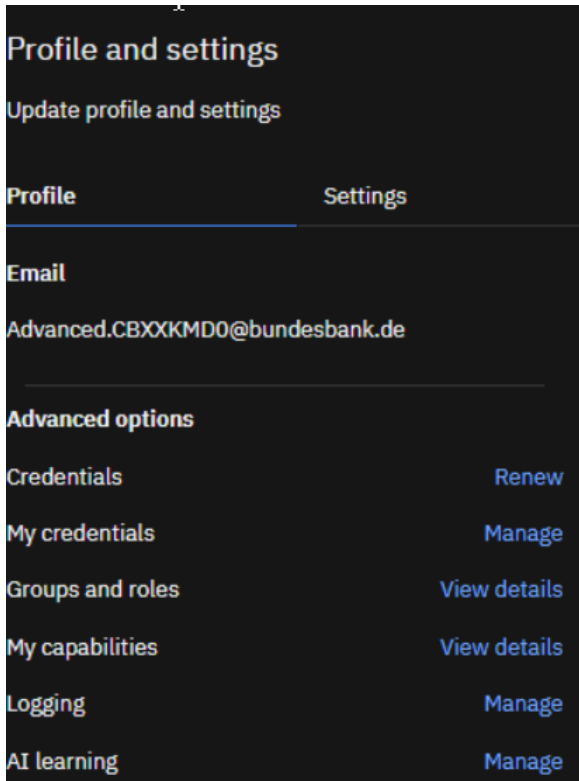 Profile and settings
Update profile and settings
Profile Settings
Email
Advanced.CBXXKMD0@bundesbank.de
Advanced options
Credentials Renew
My credentials Manage
Groups and roles View details
My capabilities View details
Logging Manage
AI learning Manage